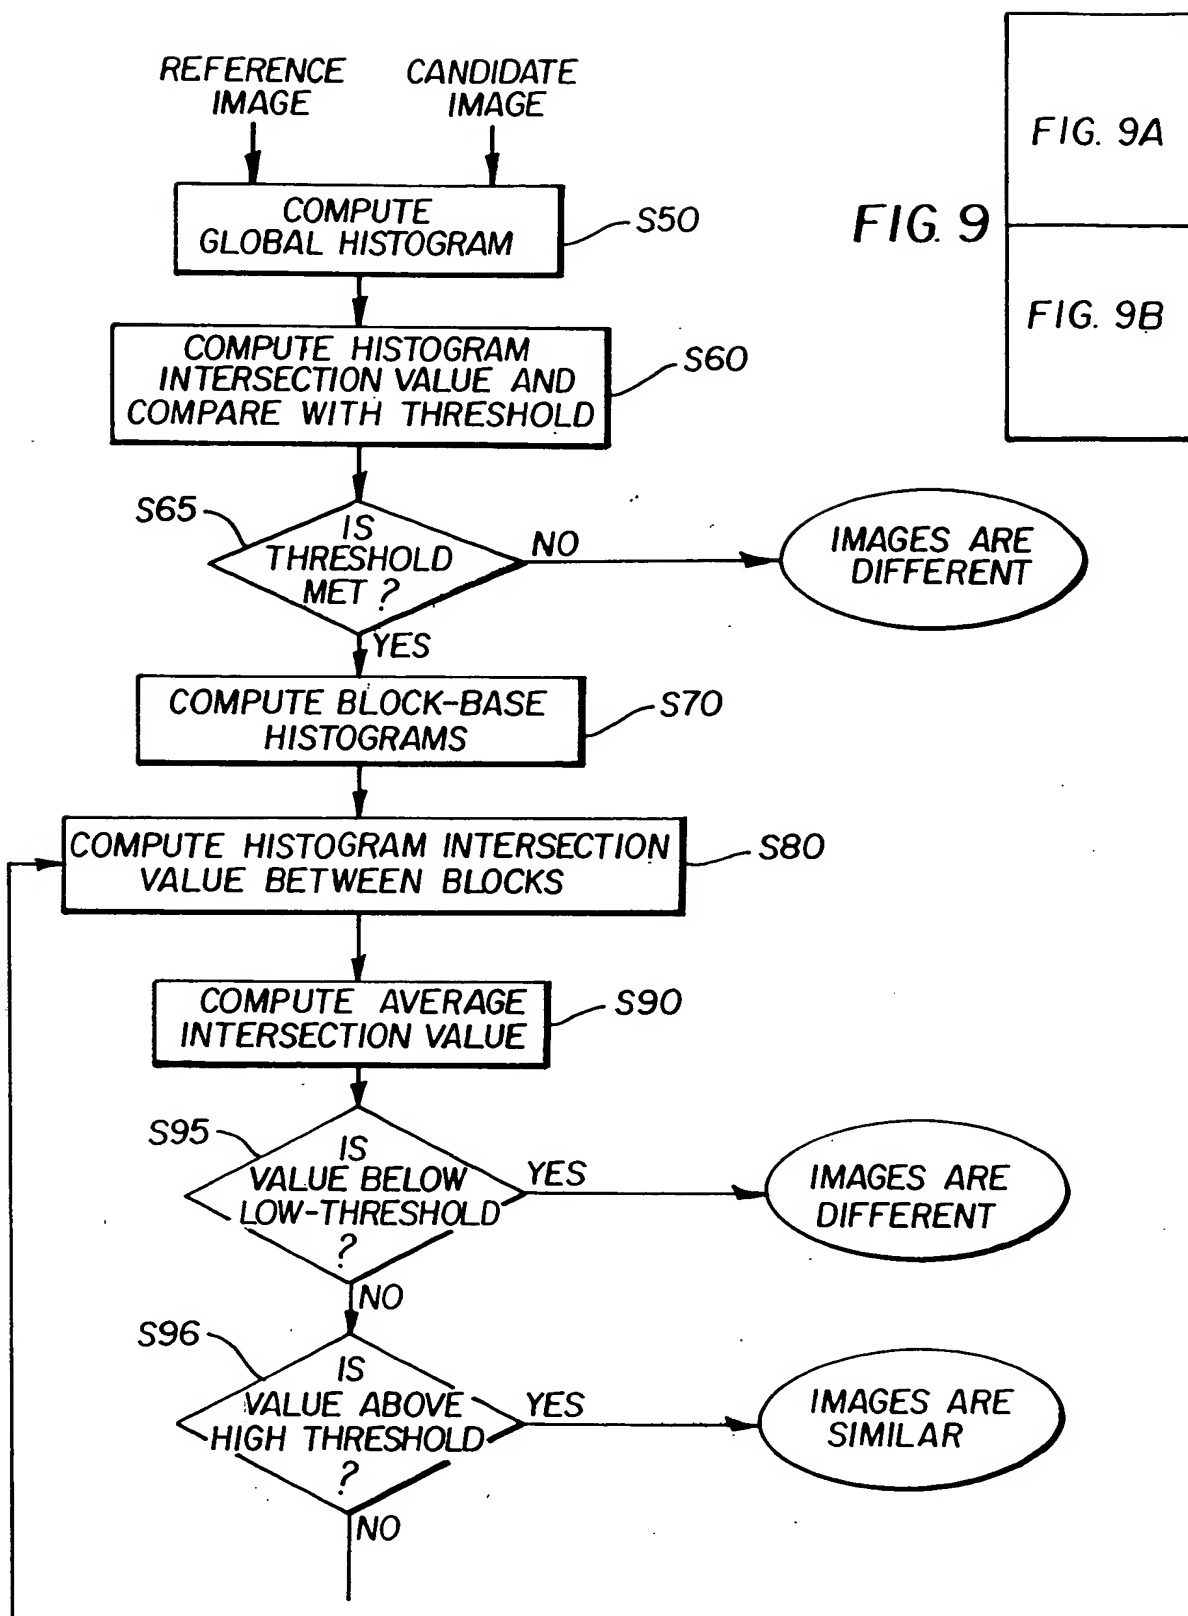 REFERENCE IMAGE
CANDIDATE IMAGE
COMPUTE
GLOBAL HISTOGRAM
S50
FIG. 9
FIG. 9A
FIG. 9B
COMPUTE HISTOGRAM
INTERSECTION VALUE AND
COMPARE WITH THRESHOLD
S60
S65
IS
THRESHOLD
MET ?
NO
IMAGES ARE
DIFFERENT
YES
COMPUTE BLOCK-BASE
HISTOGRAMS
S70
COMPUTE HISTOGRAM INTERSECTION
VALUE BETWEEN BLOCKS
S80
COMPUTE AVERAGE
INTERSECTION VALUE
S90
S95
IS
VALUE BELOW
LOW-THRESHOLD
?
YES
IMAGES ARE
DIFFERENT
NO
S96
IS
VALUE ABOVE
HIGH THRESHOLD
?
YES
IMAGES ARE
SIMILAR
NO